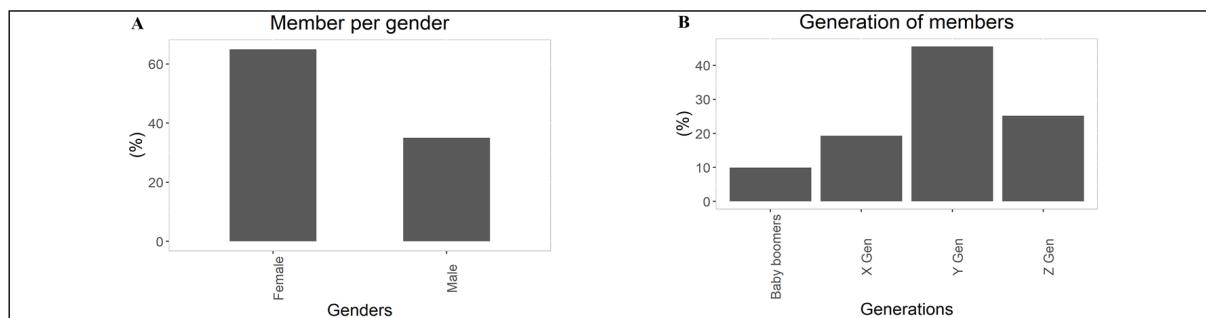 A
Member per gender
60
40
20
0
(%)
Female
Male
Genders
B
Generation of members
40
30
20
10
0
(%)
Baby boomers
X Gen
Y Gen
Z Gen
Generations